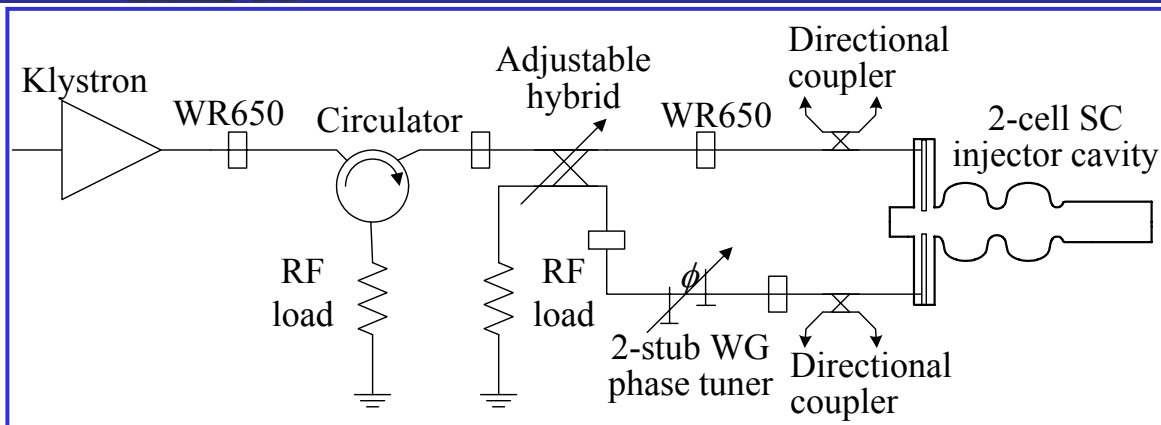 Klystron
WR650
Circulator
RF
load
Adjustable
hybrid
RF
load
WR650
ϕ
2-stub WG
phase tuner
Directional
coupler
Directional
coupler
2-cell SC
injector cavity